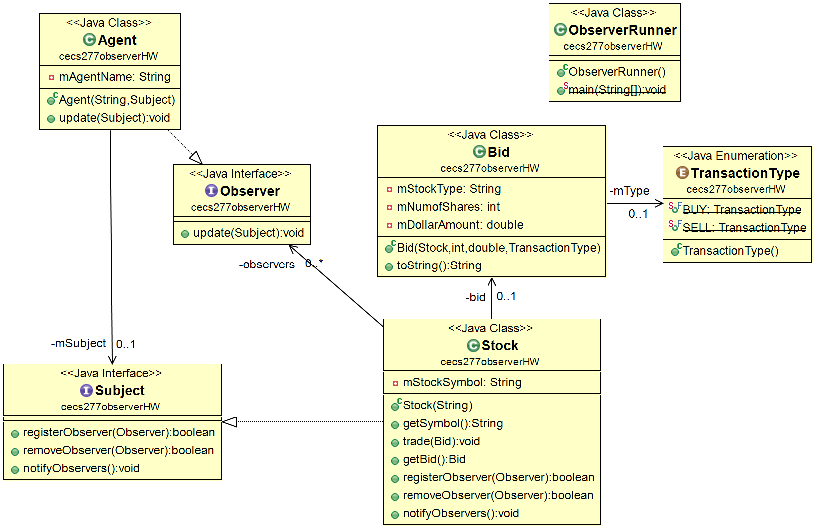 <<Java Class>>
Agent
cecs277observerHW
mAgentName: String
Agent(String,Subject)
update(Subject):void
<<Java Class>>
ObserverRunner
cecs277observerHW
ObserverRunner()
main(String[]):void
<<Java Interface>>
Observer
cecs277observerHW
update(Subject):void
<<Java Class>>
Bid
cecs277observerHW
mStockType: String
mNumofShares: int
mDollarAmount: double
Bid(Stock,int,double,TransactionType)
toString():String
-mType
0..1
<<Java Enumeration>>
TransactionType
cecs277observerHW
BUY: TransactionType
SELL: TransactionType
TransactionType()
-observers 0..*
-bid 0..1
-mSubject 0..1
<<Java Interface>>
Subject
cecs277observerHW
registerObserver(Observer):boolean
removeObserver(Observer):boolean
notifyObservers():void
<<Java Class>>
Stock
cecs277observerHW
mStockSymbol: String
Stock(String)
getSymbol():String
trade(Bid):void
getBid():Bid
registerObserver(Observer):boolean
removeObserver(Observer):boolean
notifyObservers():void